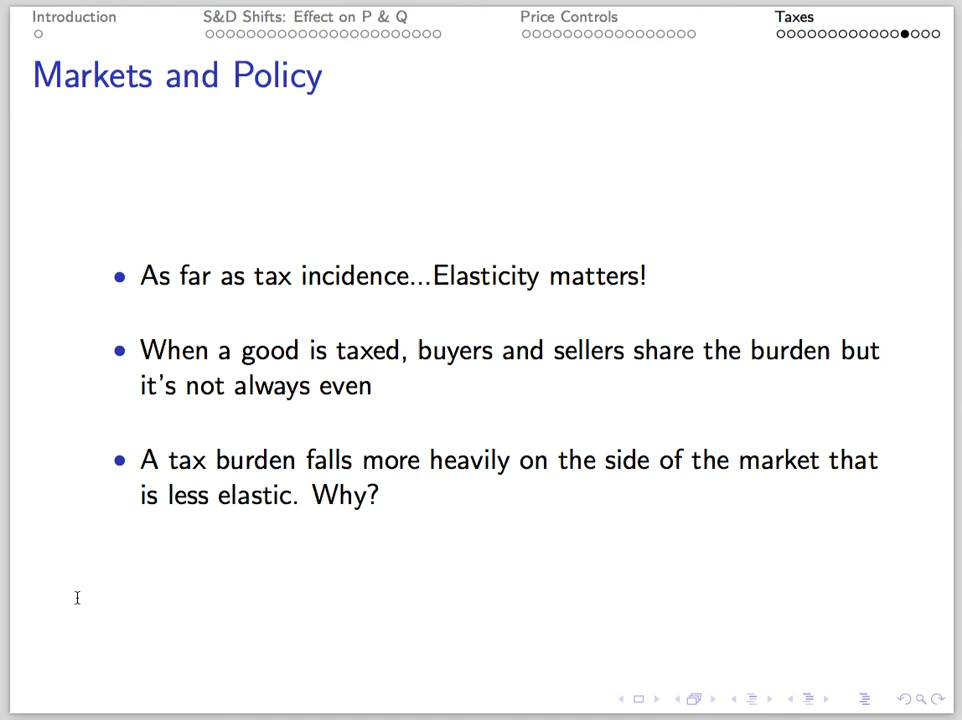 Introduction S&D Shifts: Effect on P & Q Price Controls Taxes
Markets and Policy
As far as tax incidence...Elasticity matters!
When a good is taxed, buyers and sellers share the burden but
it's not always even
A tax burden falls more heavily on the side of the market that
is less elastic. Why?